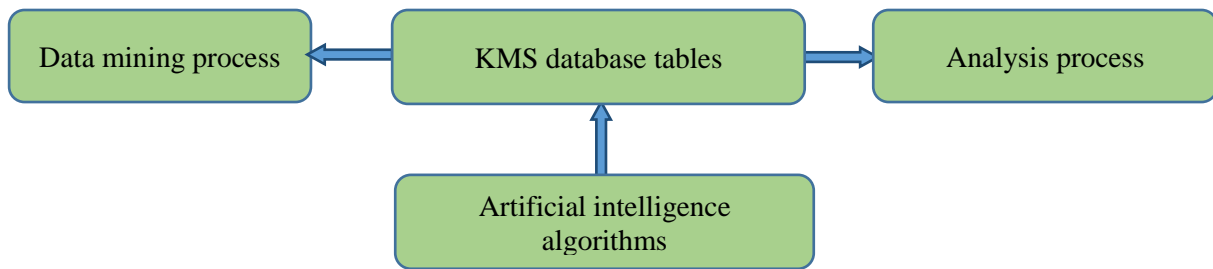 Data mining process
KMS database tables
Analysis process
Artificial intelligence
algorithms